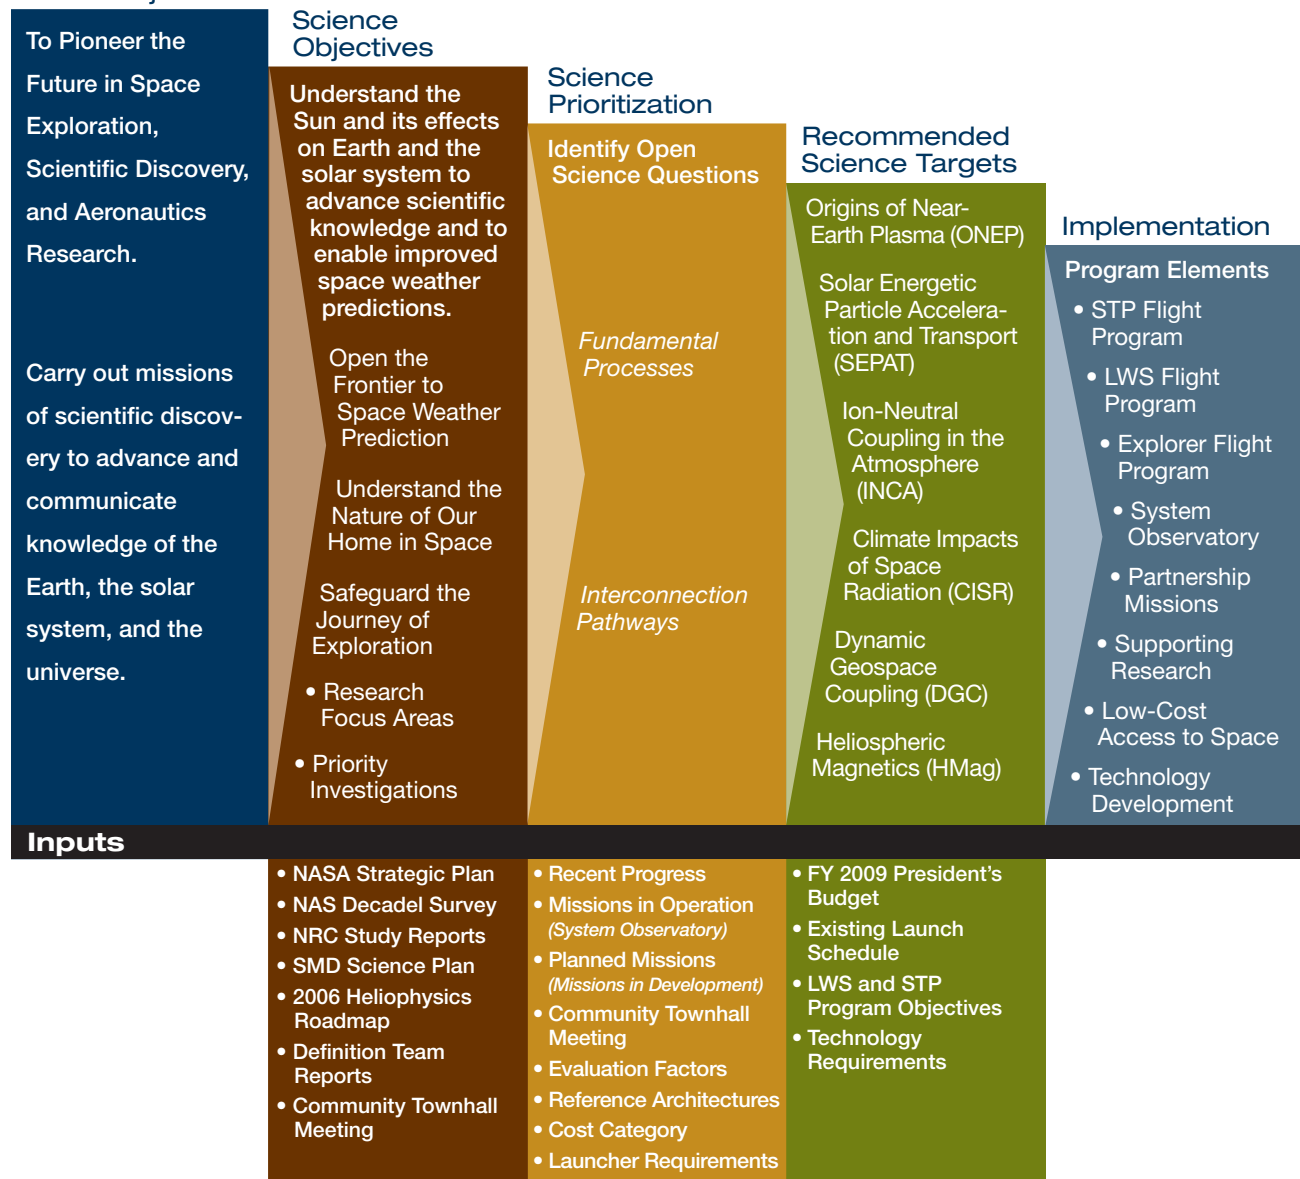 To Pioneer the
Future in Space
Exploration,
Scientific Discovery,
and Aeronautics
Research.
Carry out missions
of scientific discov-
ery to advance and
communicate
knowledge of the
Earth, the solar
system, and the
universe.
Science
Objectives
Understand the
Sun and its effects
on Earth and the
solar system to
advance scientific
knowledge and to
enable improved
space weather
predictions.
Open the
Frontier to
Space Weather
Prediction
Understand the
Nature of Our
Home in Space
Safeguard the
Journey of
Exploration
• Research
Focus Areas
• Priority
Investigations
Science
Prioritization
Identify Open
Science Questions
Fundamental
Processes
Interconnection
Pathways
Recommended
Science Targets
Origins of Near-
Earth Plasma (ONEP)
Solar Energetic
Particle Accelera-
tion and Transport
(SEPAT)
Ion-Neutral
Coupling in the
Atmosphere
(INCA)
Climate Impacts
of Space
Radiation (CISR)
Dynamic
Geospace
Coupling (DGC)
Heliospheric
Magnetics (HMag)
Implementation
Program Elements
• STP Flight
Program
• LWS Flight
Program
• Explorer Flight
Program
• System
Observatory
• Partnership
Missions
• Supporting
Research
• Low-Cost
Access to Space
• Technology
Development
Inputs
• NASA Strategic Plan
• NAS Decadel Survey
• NRC Study Reports
• SMD Science Plan
• 2006 Heliophysics
Roadmap
• Definition Team
Reports
• Community Townhall
Meeting
• Recent Progress
• Missions in Operation
(System Observatory)
• Planned Missions
(Missions in Development)
• Community Townhall
Meeting
• Evaluation Factors
• Reference Architectures
• Cost Category
• Launcher Requirements
• FY 2009 President's
Budget
• Existing Launch
Schedule
• LWS and STP
Program Objectives
• Technology
Requirements